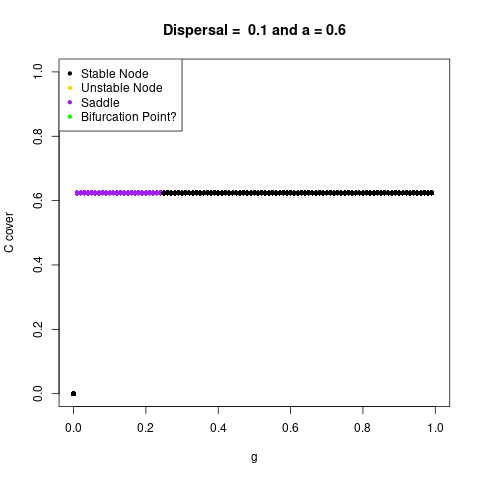 Dispersal =  0.1 and a = 0.6
Stable Node
Unstable Node
Saddle
Bifurcation Point?
C cover
1.0
0.8
0.6
0.4
0.2
0.0
0.0 0.2 0.4 0.6 0.8 1.0
g